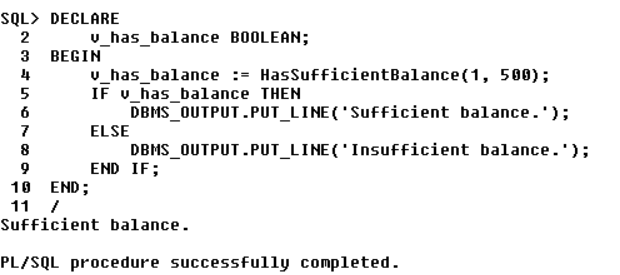 SQL> DECLARE
  2      v_has_balance BOOLEAN;
  3  BEGIN
  4      v_has_balance := HasSufficientBalance(1, 500);
  5      IF v_has_balance THEN
  6          DBMS_OUTPUT.PUT_LINE('Sufficient balance.');
  7      ELSE
  8          DBMS_OUTPUT.PUT_LINE('Insufficient balance.');
  9      END IF;
 10  END;
 11  /
Sufficient balance.

PL/SQL procedure successfully completed.